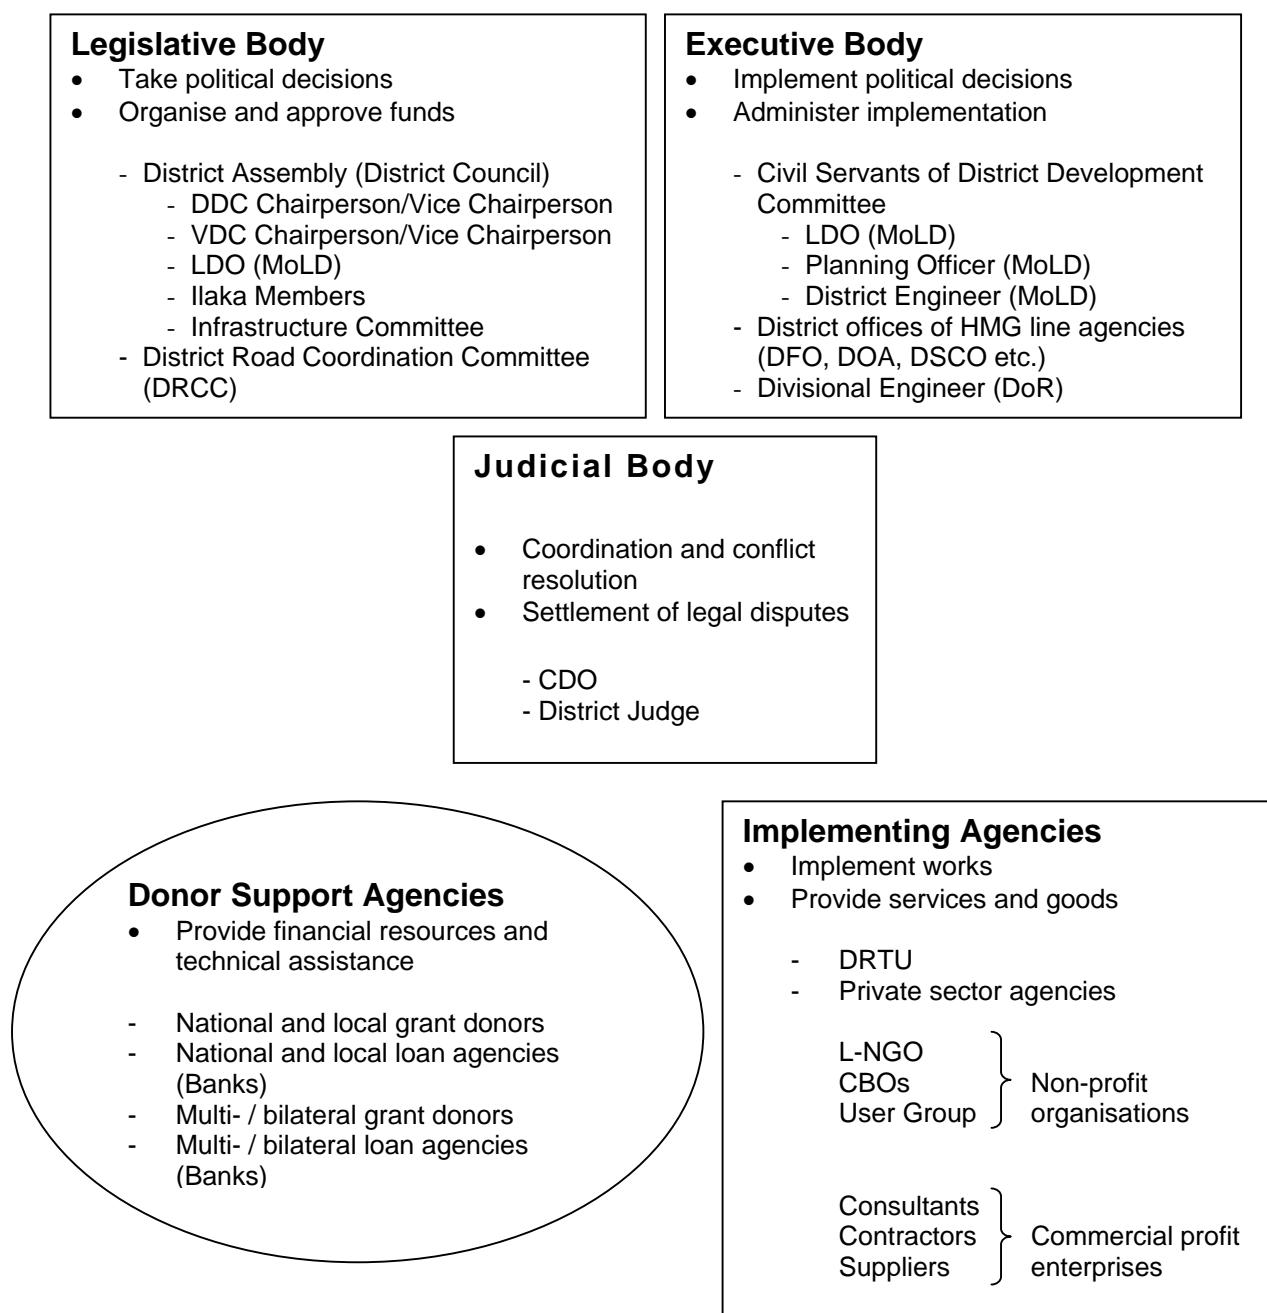 Legislative Body
• Take political decisions
• Organise and approve funds
- District Assembly (District Council)
- DDC Chairperson/Vice Chairperson
- VDC Chairperson/Vice Chairperson
- LDO (MoLD)
- Ilaka Members
- Infrastructure Committee
- District Road Coordination Committee
(DRCC)
Executive Body
• Implement political decisions
• Administer implementation
- Civil Servants of District Development
Committee
- LDO (MoLD)
- Planning Officer (MoLD)
- District Engineer (MoLD)
- District offices of HMG line agencies
(DFO, DOA, DSCO etc.)
- Divisional Engineer (DoR)
Judicial Body
• Coordination and conflict
resolution
• Settlement of legal disputes
- CDO
- District Judge
Donor Support Agencies
• Provide financial resources and
technical assistance
- National and local grant donors
- National and local loan agencies
(Banks)
- Multi- / bilateral grant donors
- Multi- / bilateral loan agencies
(Banks)
Implementing Agencies
• Implement works
• Provide services and goods
- DRTU
- Private sector agencies
L-NGO
CBOs
User Group
Non-profit
organisations
Consultants
Contractors
Suppliers
Commercial profit
enterprises